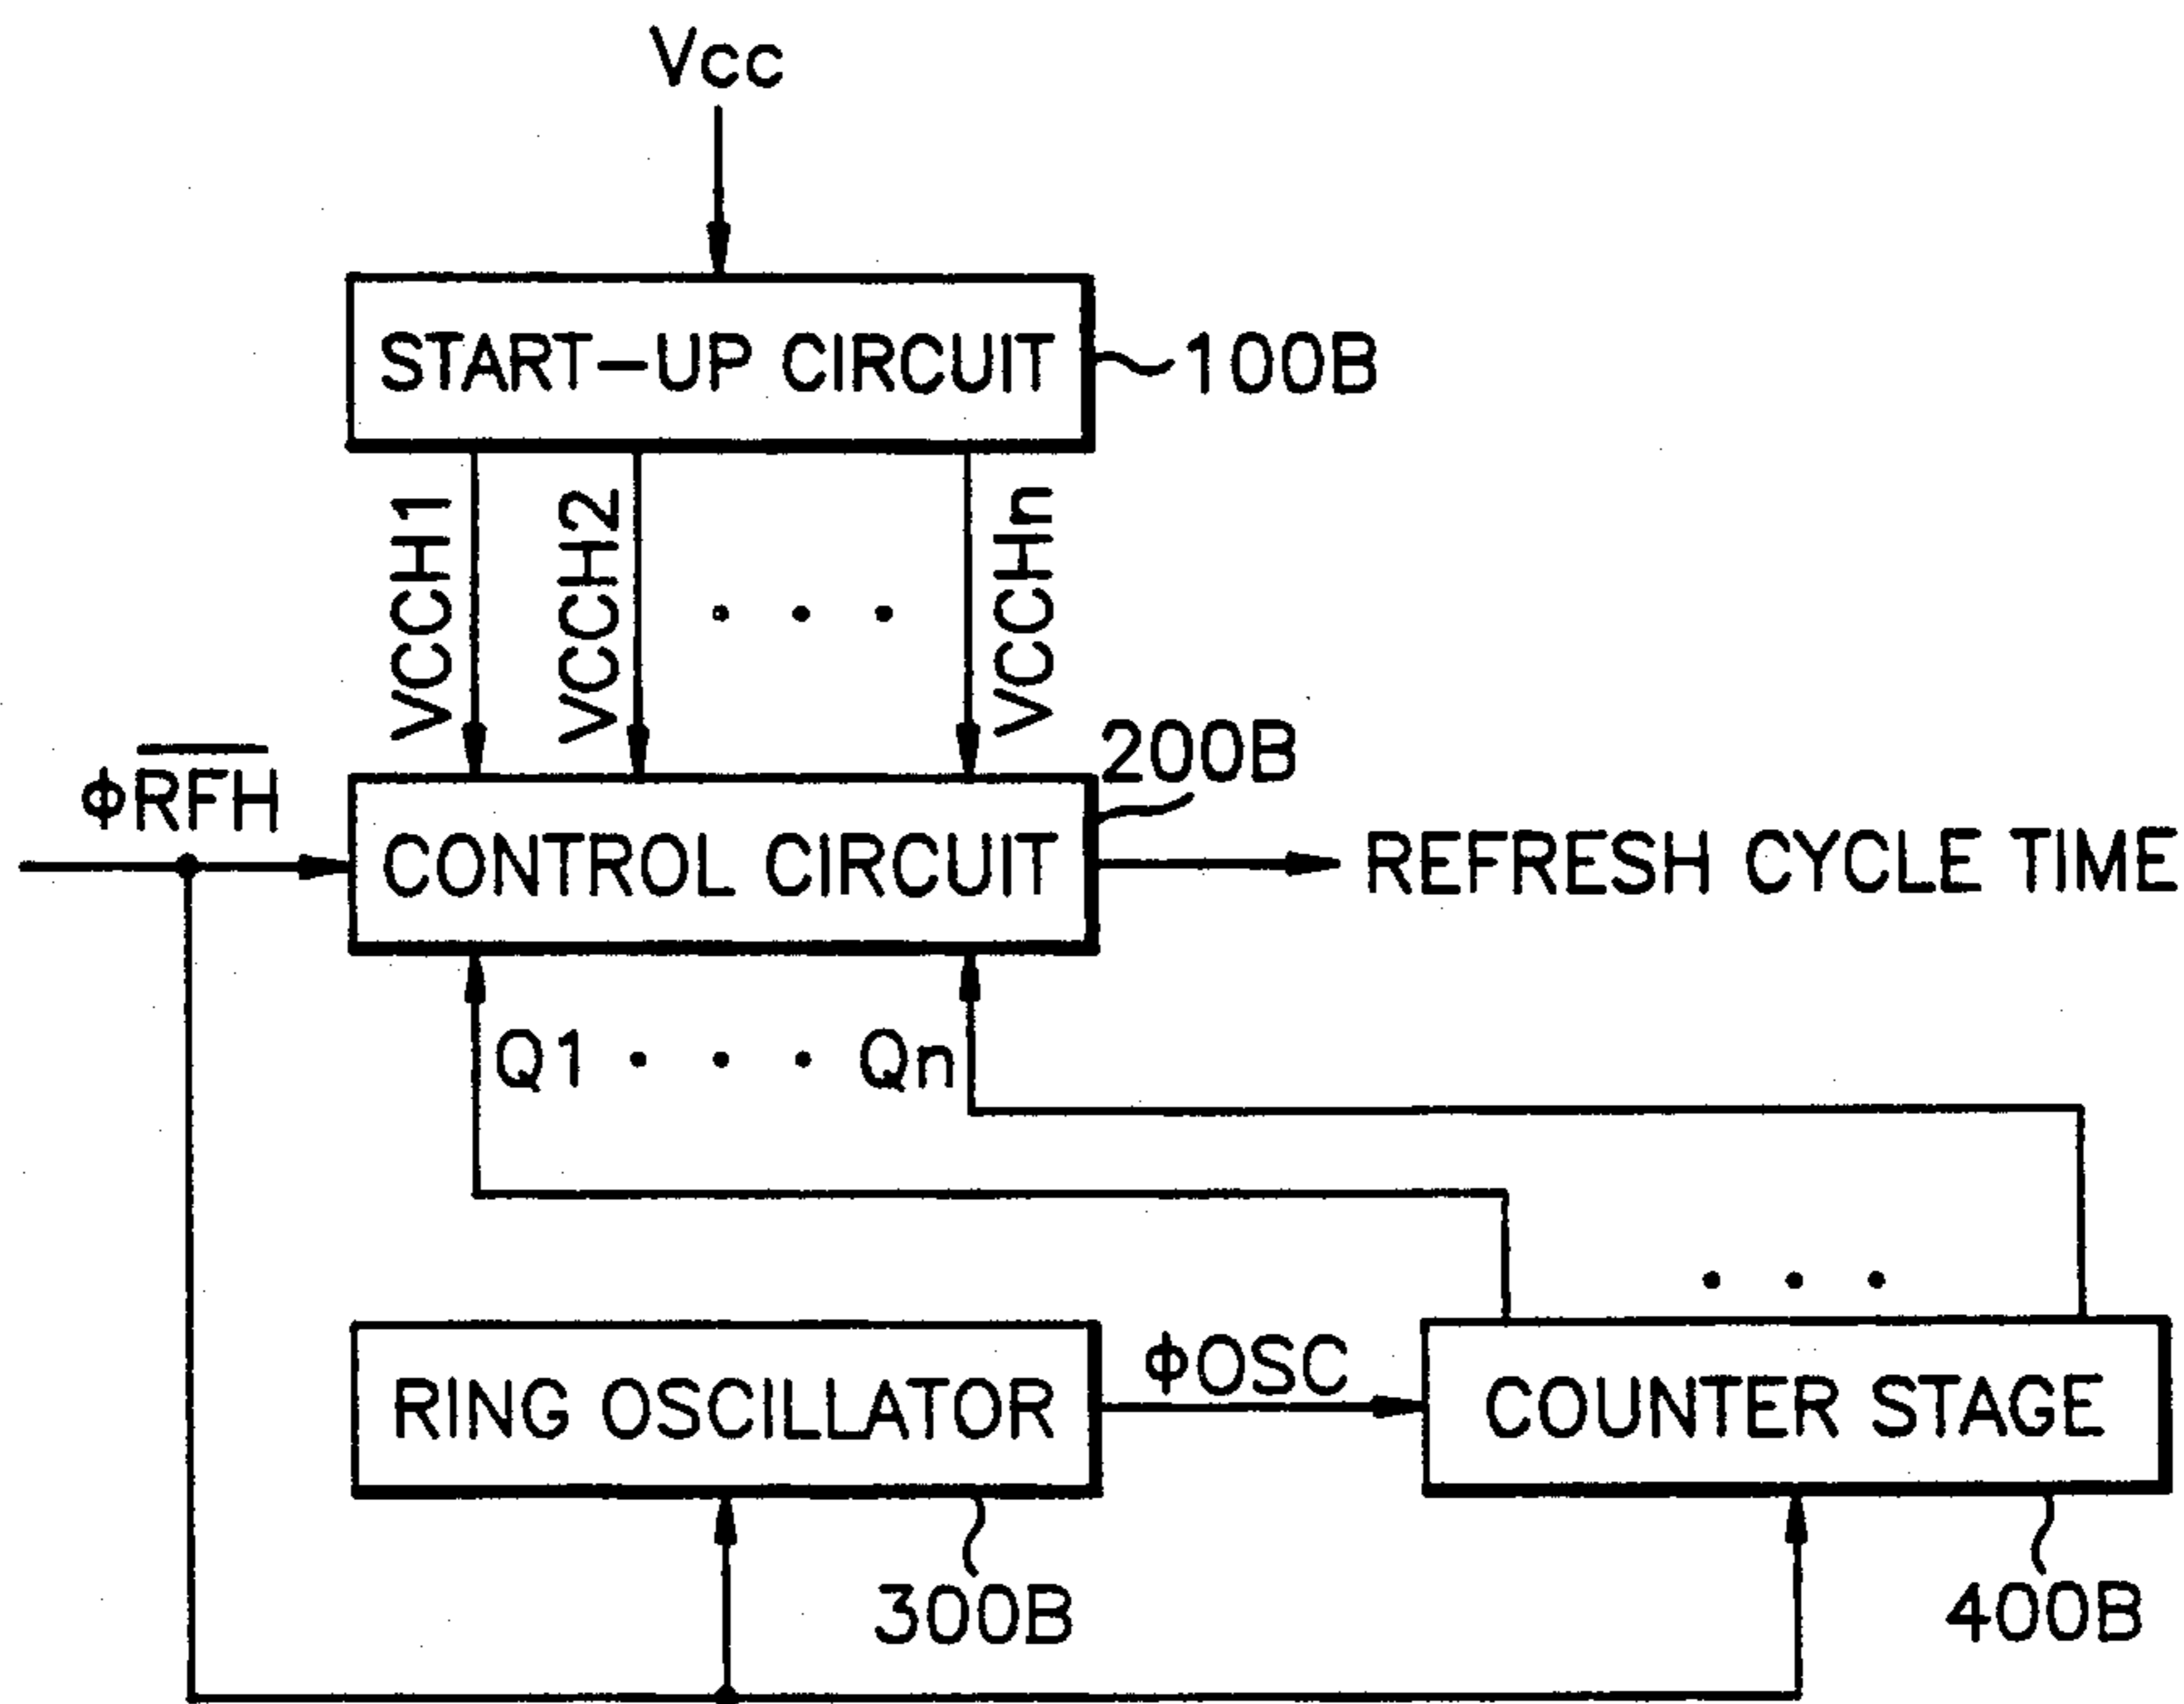 Vcc
START-UP CIRCUIT
100B
VCCH1
VCCH2
. . .
VCCHn
200B
φR̅F̅H̅
CONTROL CIRCUIT
REFRESH CYCLE TIME
Q1 . . . Qn
. . .
RING OSCILLATOR
φOSC
COUNTER STAGE
300B
400B